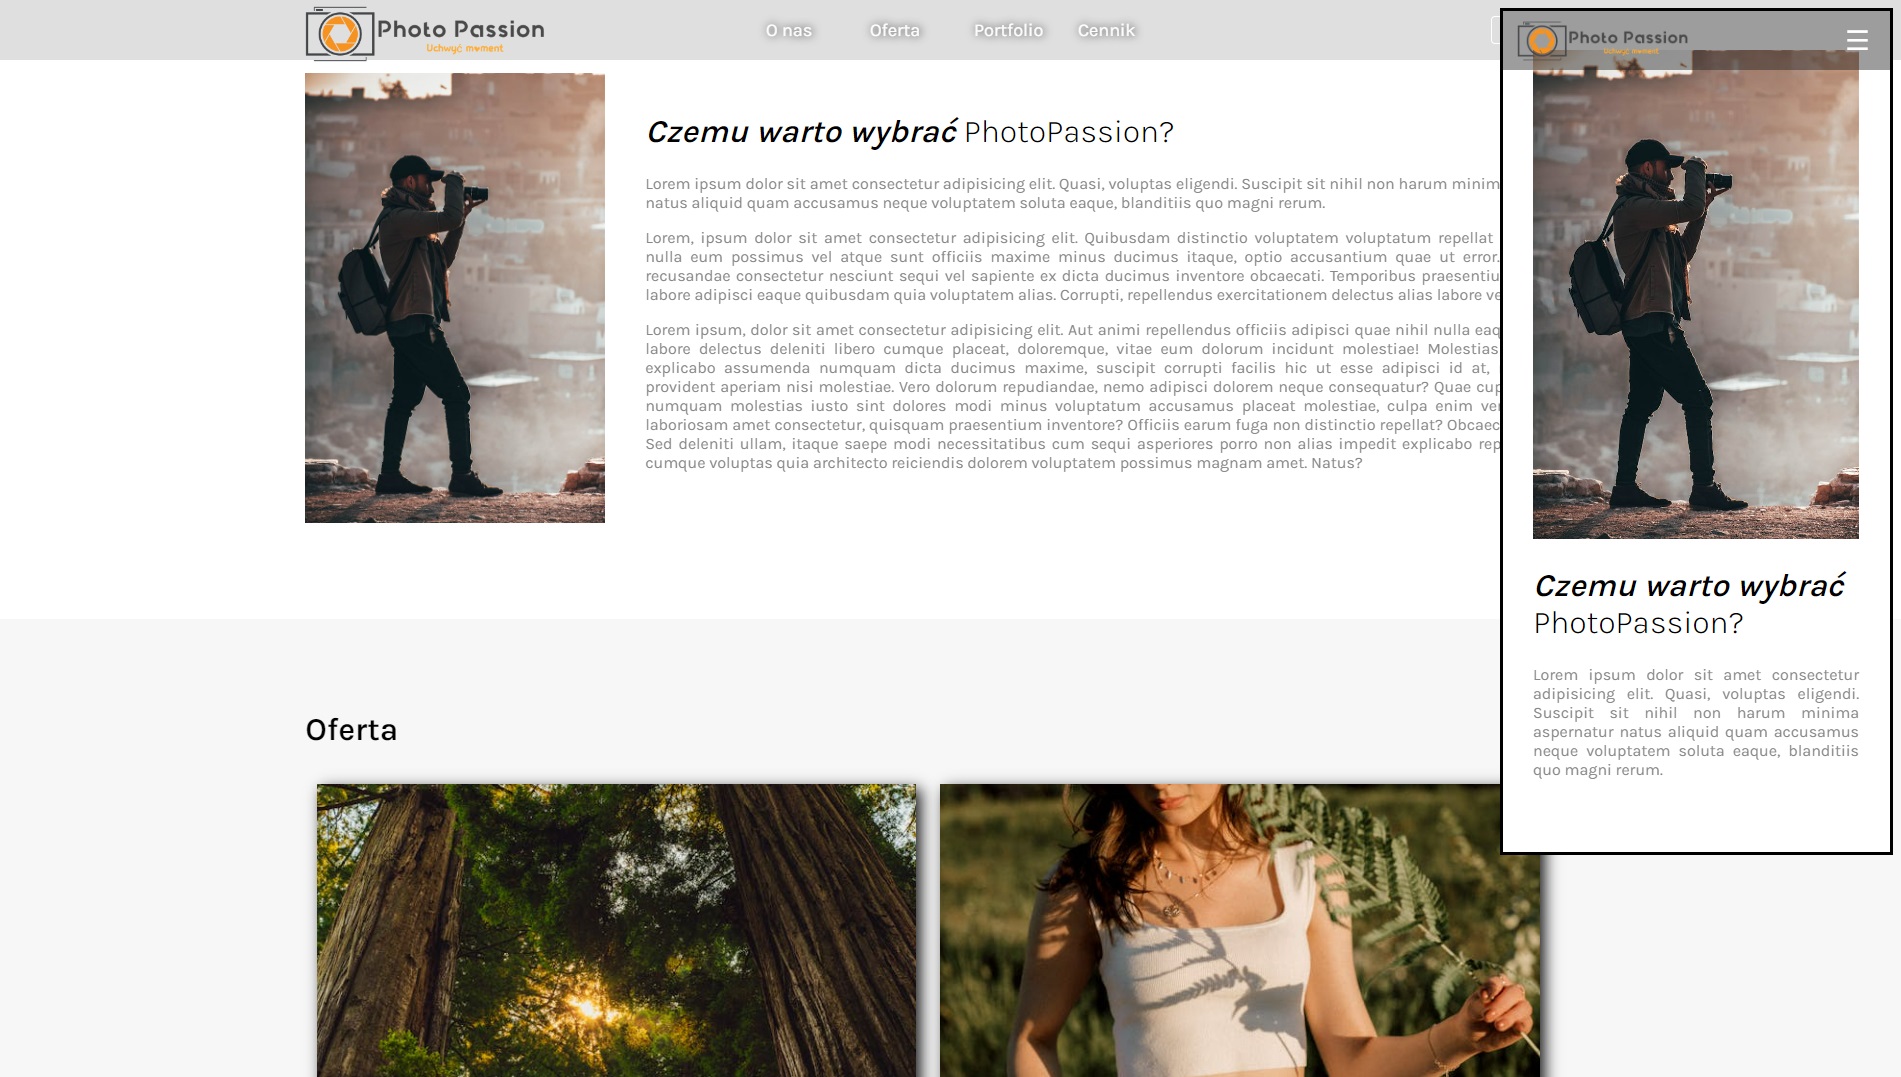 Photo Passion
Uchwyć moment
O nas Oferta Portfolio Cennik
Czemu warto wybrać PhotoPassion?
Lorem ipsum dolor sit amet consectetur adipisicing elit. Quasi, voluptas eligendi. Suscipit sit nihil non harum minim
natus aliquid quam accusamus neque voluptatem soluta eaque, blanditiis quo magni rerum.
Lorem, ipsum dolor sit amet consectetur adipisicing elit. Quibusdam distinctio voluptatem voluptatum repellat
nulla eum possimus vel atque sunt officiis maxime minus ducimus itaque, optio accusantium quae ut error.
recusandae consectetur nesciunt sequi vel sapiente ex dicta ducimus inventore obcaecati. Temporibus praesentiu
labore adipisci eaque quibusdam quia voluptatem alias. Corrupti, repellendus exercitationem delectus alias labore ve
Lorem ipsum, dolor sit amet consectetur adipisicing elit. Aut animi repellendus officiis adipisci quae nihil nulla eaq
labore delectus deleniti libero cumque placeat, doloremque, vitae eum dolorum incidunt molestiae! Molestias
explicabo assumenda numquam dicta ducimus maxime, suscipit corrupti facilis hic ut esse adipisci id at,
provident aperiam nisi molestiae. Vero dolorum repudiandae, nemo adipisci dolorem neque consequatur? Quae cup
numquam molestias iusto sint dolores modi minus voluptatum accusamus placeat molestiae, culpa enim ve
laboriosam amet consectetur, quisquam praesentium inventore? Officiis earum fuga non distinctio repellat? Obcaec
Sed deleniti ullam, itaque saepe modi necessitatibus cum sequi asperiores porro non alias impedit explicabo rep
cumque voluptas quia architecto reiciendis dolorem voluptatem possimus magnam amet. Natus?
Oferta
Photo Passion
Uchwyć moment
Czemu warto wybrać
PhotoPassion?
Lorem ipsum dolor sit amet consectetur
adipisicing elit. Quasi, voluptas eligendi.
Suscipit sit nihil non harum minima
aspernatur natus aliquid quam accusamus
neque voluptatem soluta eaque, blanditiis
quo magni rerum.